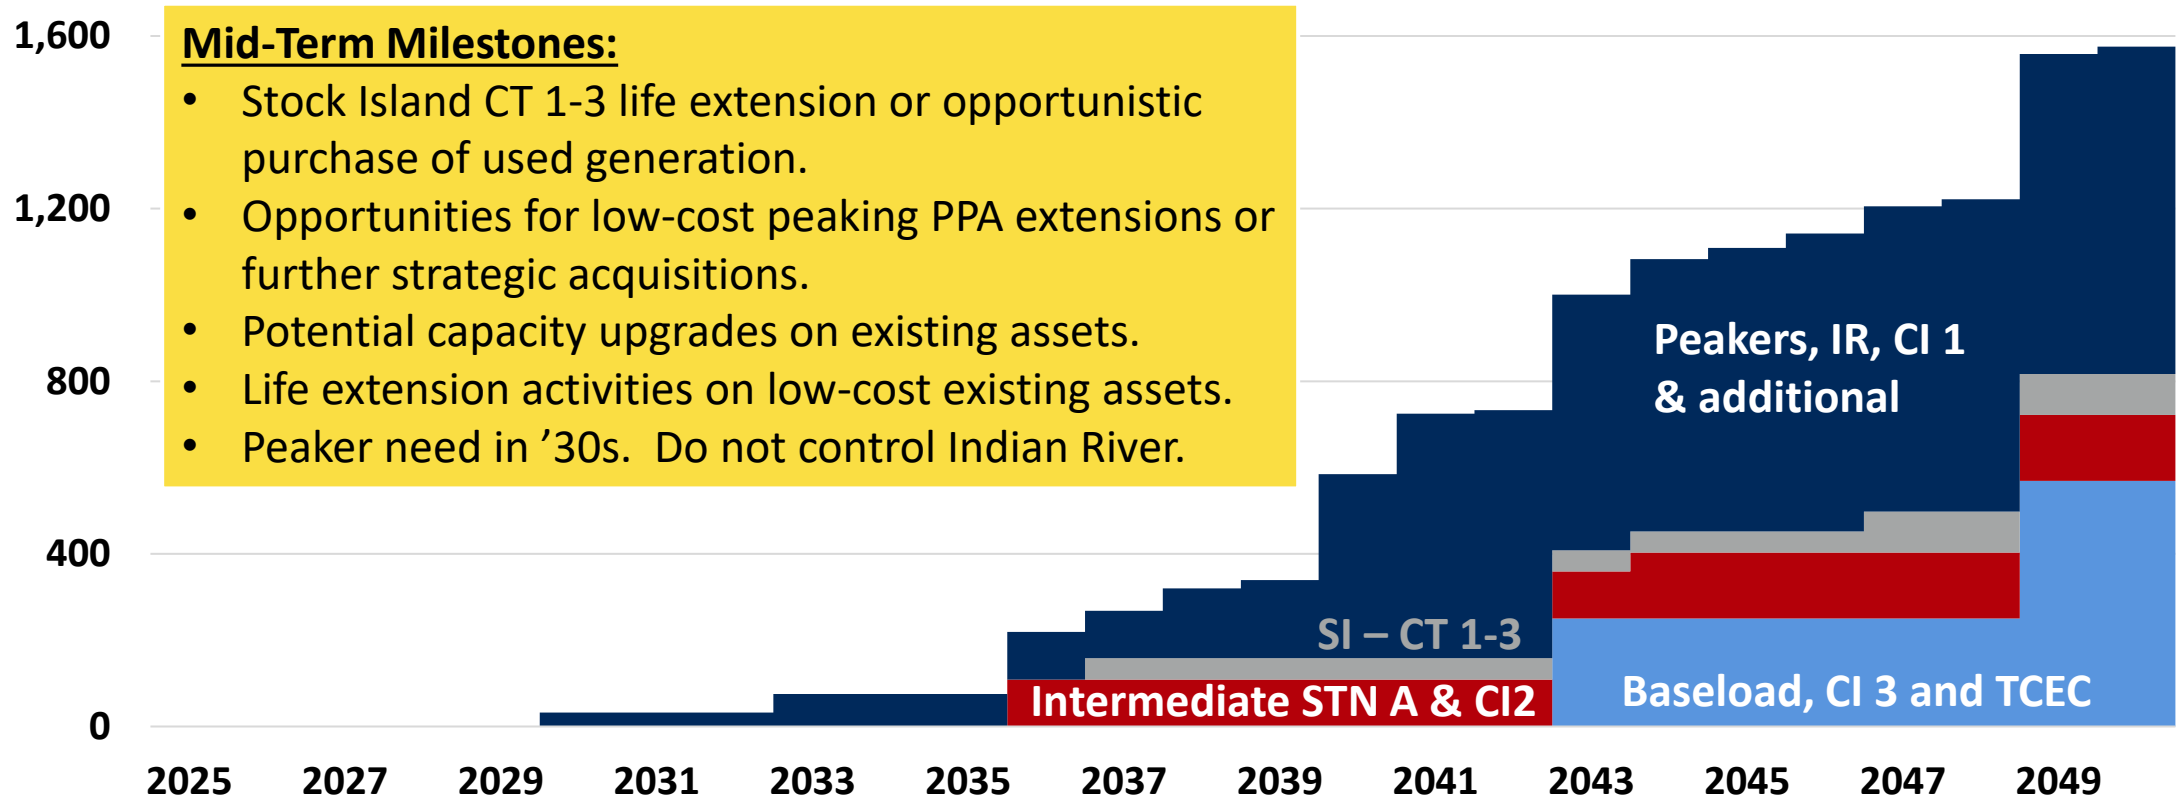 Mid-Term Milestones:
• Stock Island CT 1-3 life extension or opportunistic
purchase of used generation.
• Opportunities for low-cost peaking PPA extensions or
further strategic acquisitions.
• Potential capacity upgrades on existing assets.
• Life extension activities on low-cost existing assets.
• Peaker need in ’30s.  Do not control Indian River.
1,600
1,200
800
400
0
Peakers, IR, CI 1
& additional
SI – CT 1-3
Intermediate STN A & CI2
Baseload, CI 3 and TCEC
2025 2027 2029 2031 2033 2035 2037 2039 2041 2043 2045 2047 2049